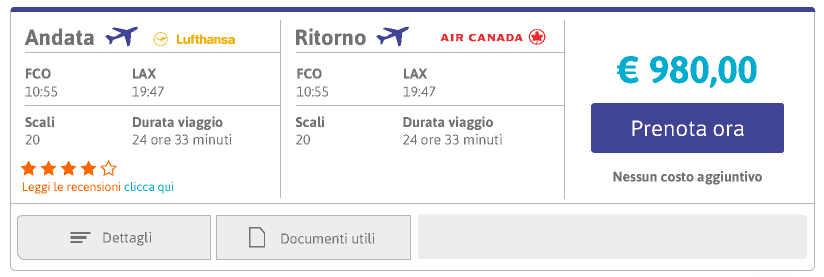 Andata
Lufthansa
FCO LAX
10:55 19:47
Scali Durata viaggio
20 24 ore 33 minuti
Leggi le recensioni clicca qui
Ritorno
AIR CANADA
FCO LAX
10:55 19:47
Scali Durata viaggio
20 24 ore 33 minuti
€ 980,00
Prenota ora
Nessun costo aggiuntivo
Dettagli
Documenti utili